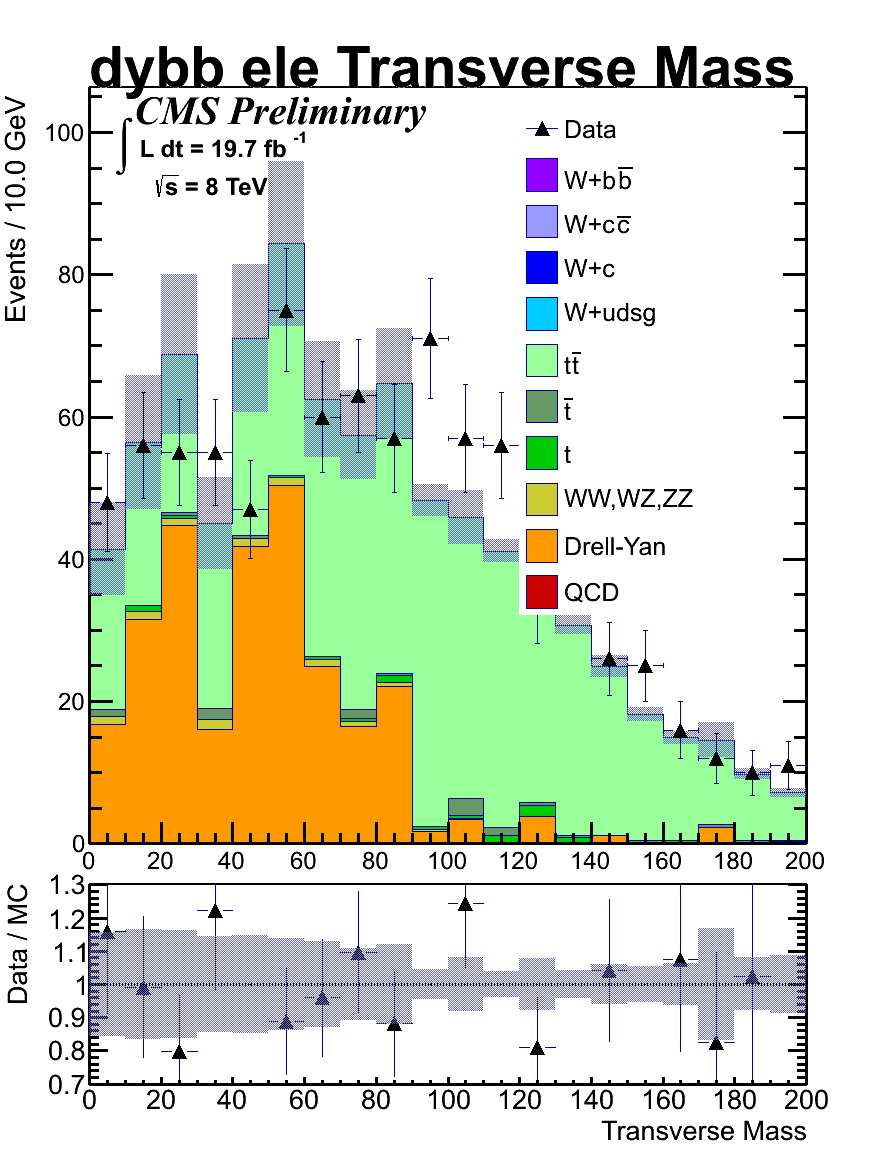 dybb ele Transverse Mass
CMS Preliminary
∫ L dt = 19.7 fb⁻¹
√s = 8 TeV
Events / 10.0 GeV
100
80
60
40
20
0
Data
W+bb̅
W+cc̅
W+c
W+udsg
tt̅
t̅
t
WW,WZ,ZZ
Drell-Yan
QCD
0 20 40 60 80 100 120 140 160 180 200
Data / MC
1.3
1.2
1.1
1
0.9
0.8
0.7
0 20 40 60 80 100 120 140 160 180 200
Transverse Mass